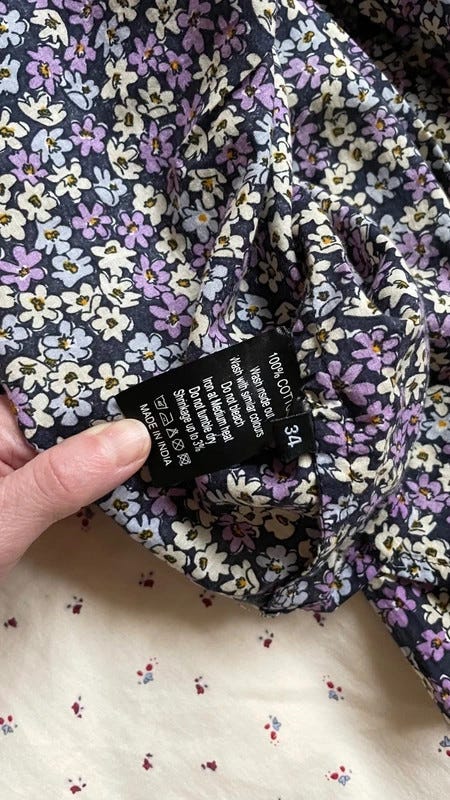 100% COTTON
Wash inside out
Wash with similar colours
Do not bleach
Iron at Medium heat
Do not tumble dry
Shrinkage up to 3%
MADE IN INDIA
34